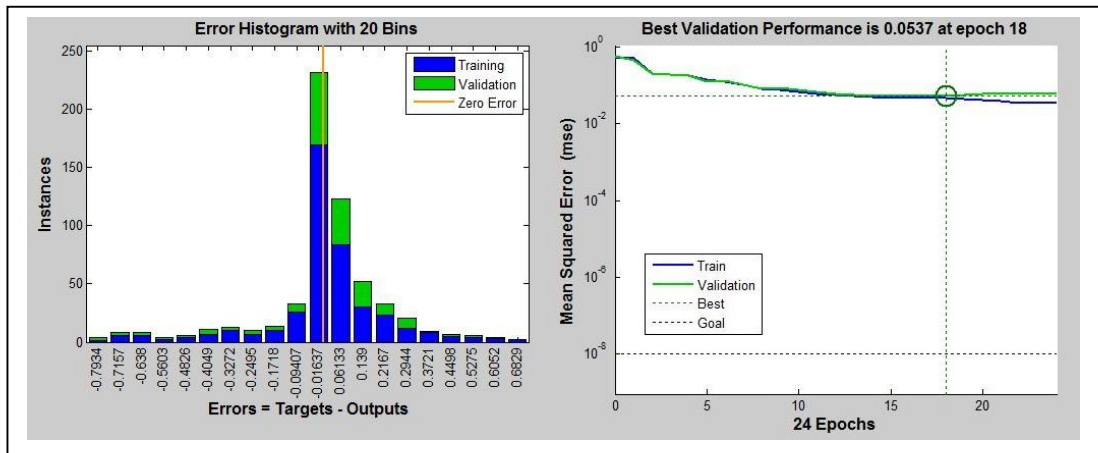 Error Histogram with 20 Bins
250
200
150
100
50
0
Instances
Training
Validation
Zero Error
-0.7934
-0.7157
-0.638
-0.5603
-0.4826
-0.4049
-0.3272
-0.2495
-0.1718
-0.09407
-0.01637
0.06133
0.139
0.2167
0.2944
0.3721
0.4498
0.5275
0.6052
0.6829
Errors = Targets - Outputs
Best Validation Performance is 0.0537 at epoch 18
10^0
10^-2
10^-4
10^-6
10^-8
Mean Squared Error (mse)
Train
Validation
Best
Goal
0
5
10
15
20
24 Epochs